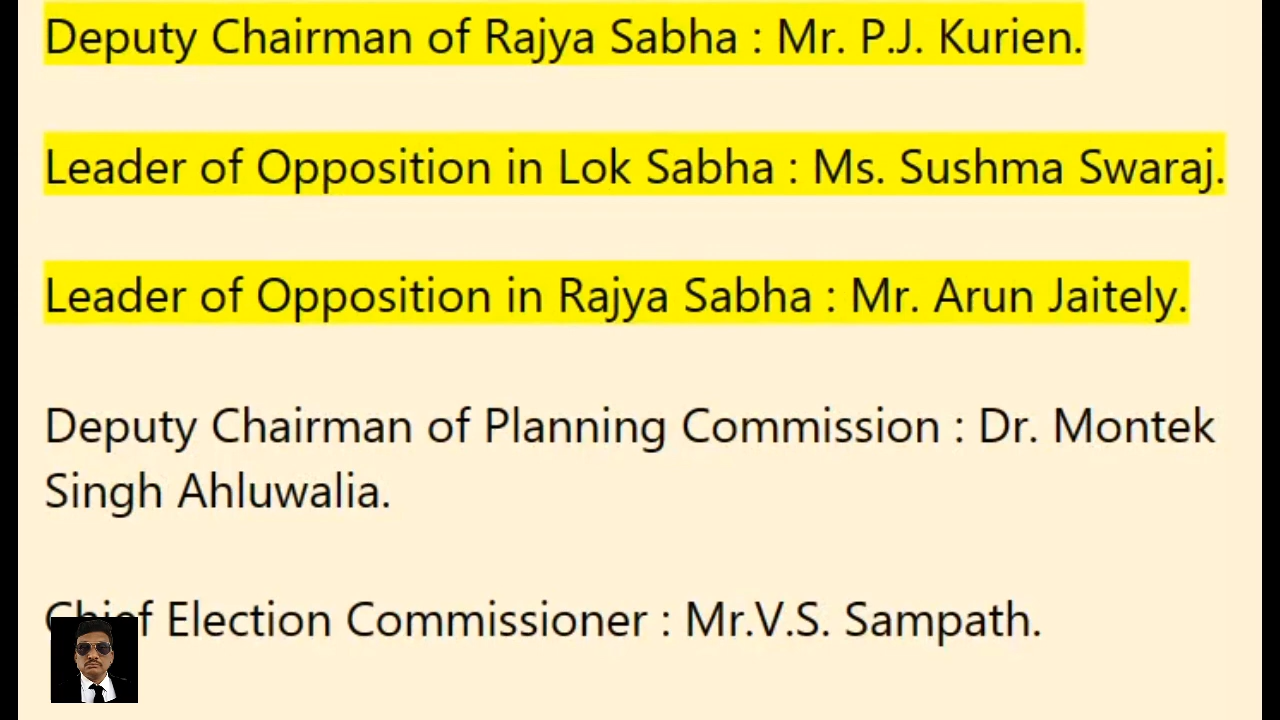 Deputy Chairman of Rajya Sabha : Mr. P.J. Kurien.
Leader of Opposition in Lok Sabha : Ms. Sushma Swaraj.
Leader of Opposition in Rajya Sabha : Mr. Arun Jaitely.
Deputy Chairman of Planning Commission : Dr. Montek
Singh Ahluwalia.
Chief Election Commissioner : Mr.V.S. Sampath.